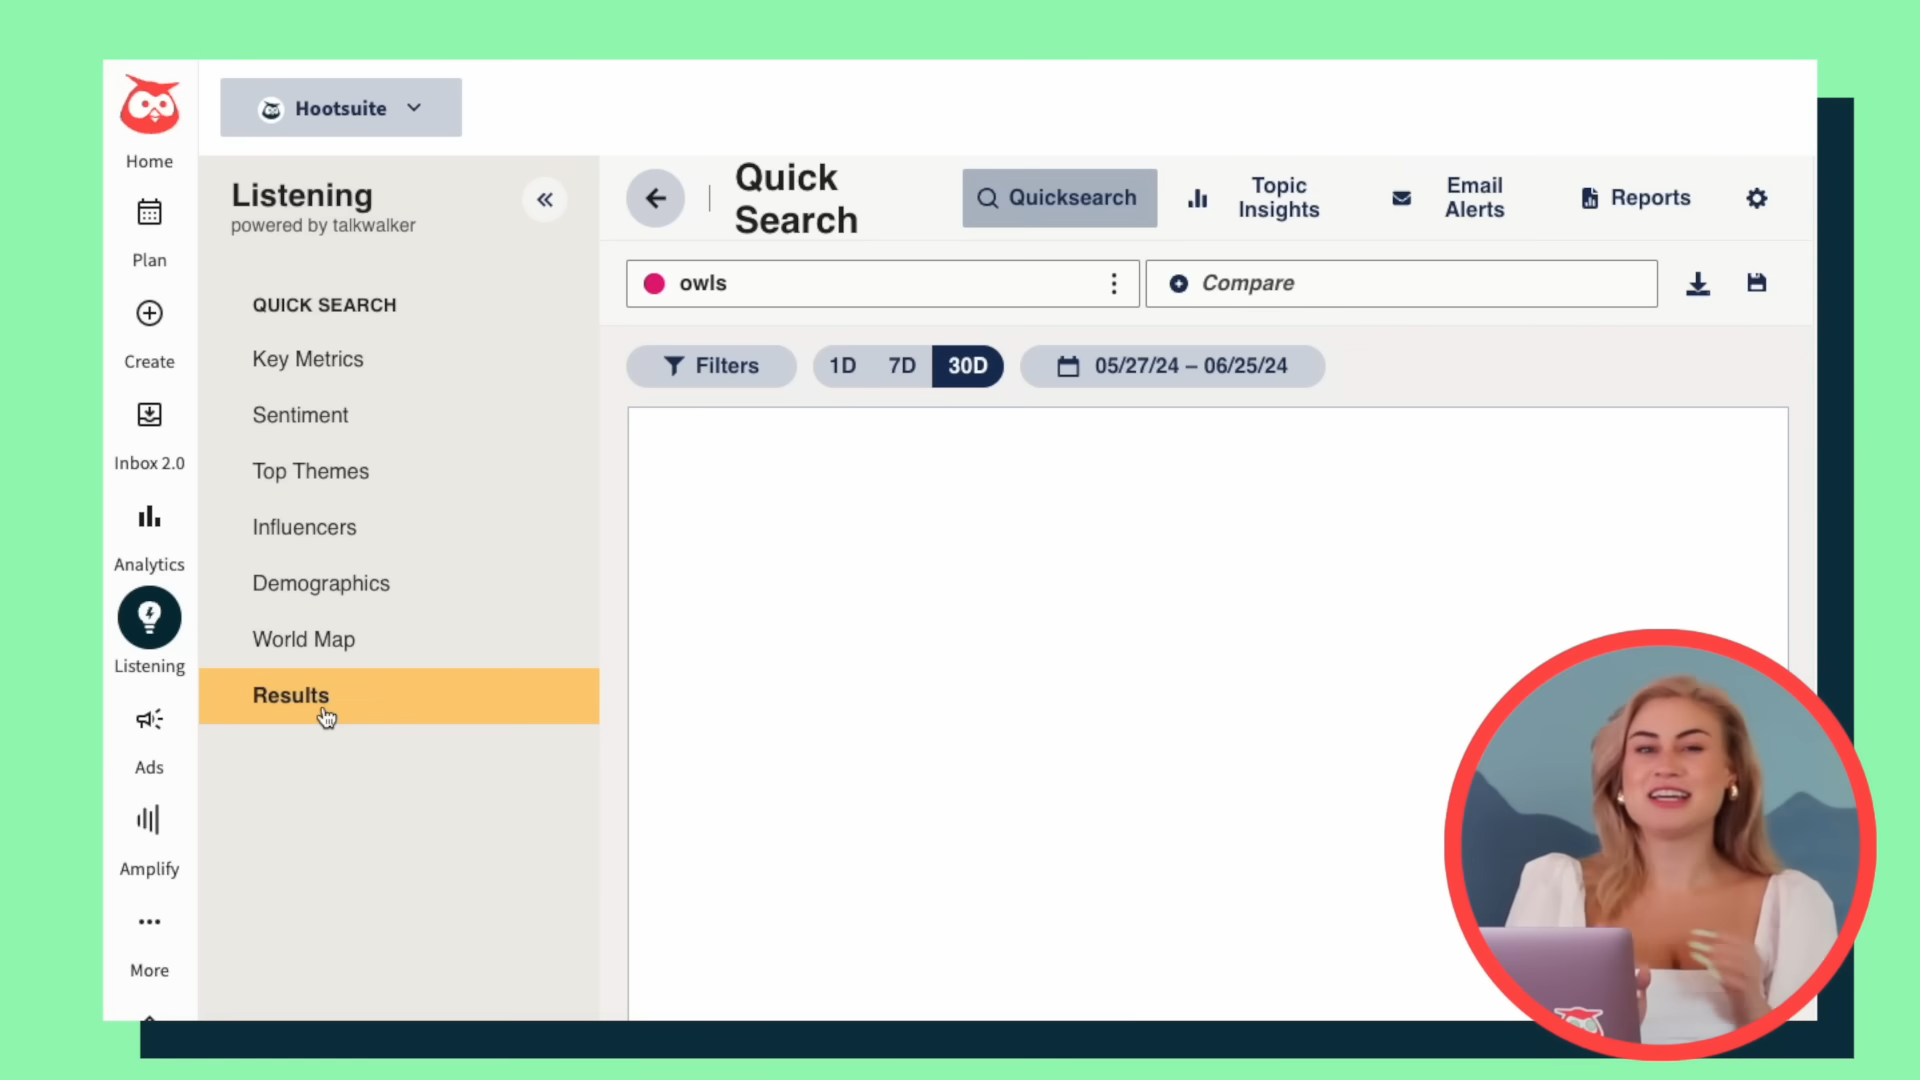 Hootsuite
Home
Plan
Create
Inbox 2.0
Analytics
Listening
Ads
Amplify
More
Listening
powered by talkwalker
QUICK SEARCH
Key Metrics
Sentiment
Top Themes
Influencers
Demographics
World Map
Results
Quick
Search
Quicksearch
Topic
Insights
Email
Alerts
Reports
owls
Compare
Filters
1D
7D
30D
05/27/24 – 06/25/24